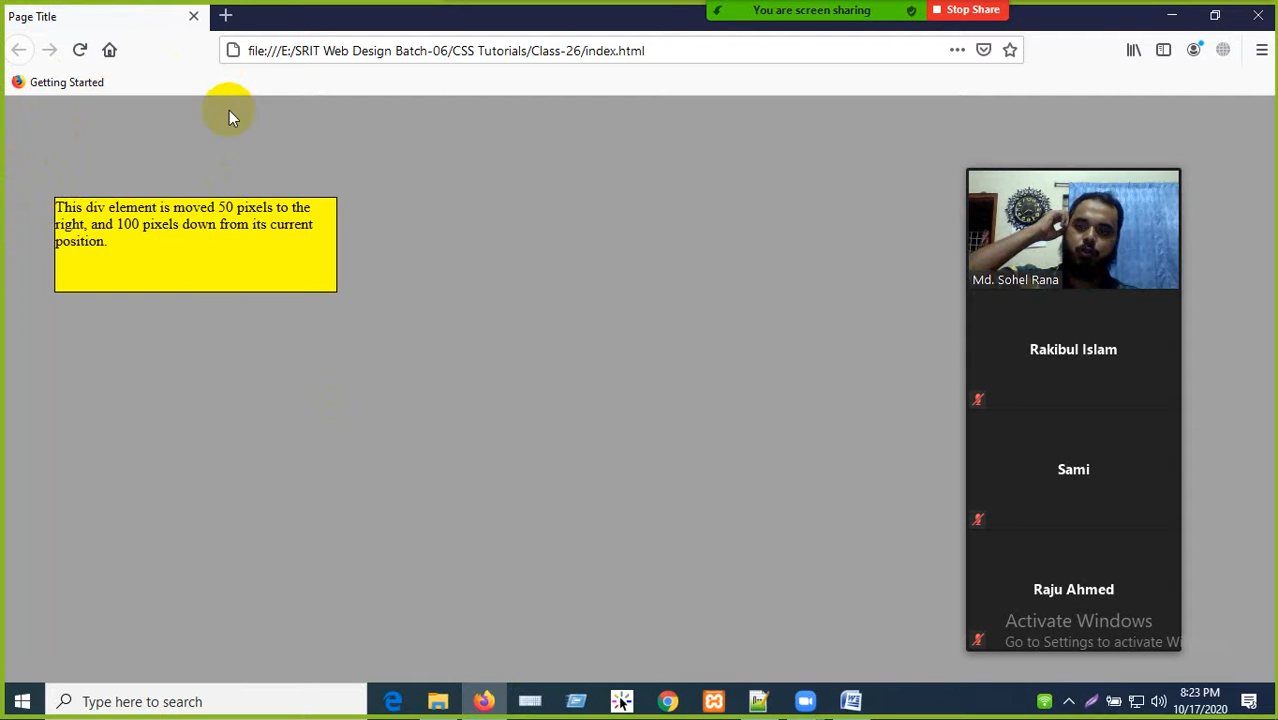 Page Title
You are screen sharing
Stop Share
file:///E:/SRIT Web Design Batch-06/CSS Tutorials/Class-26/index.html
Getting Started
This div element is moved 50 pixels to the
right, and 100 pixels down from its current
position.
Md. Sohel Rana
Rakibul Islam
Sami
Raju Ahmed
Activate Windows
Go to Settings to activate
Type here to search
8:23 PM
10/17/2020